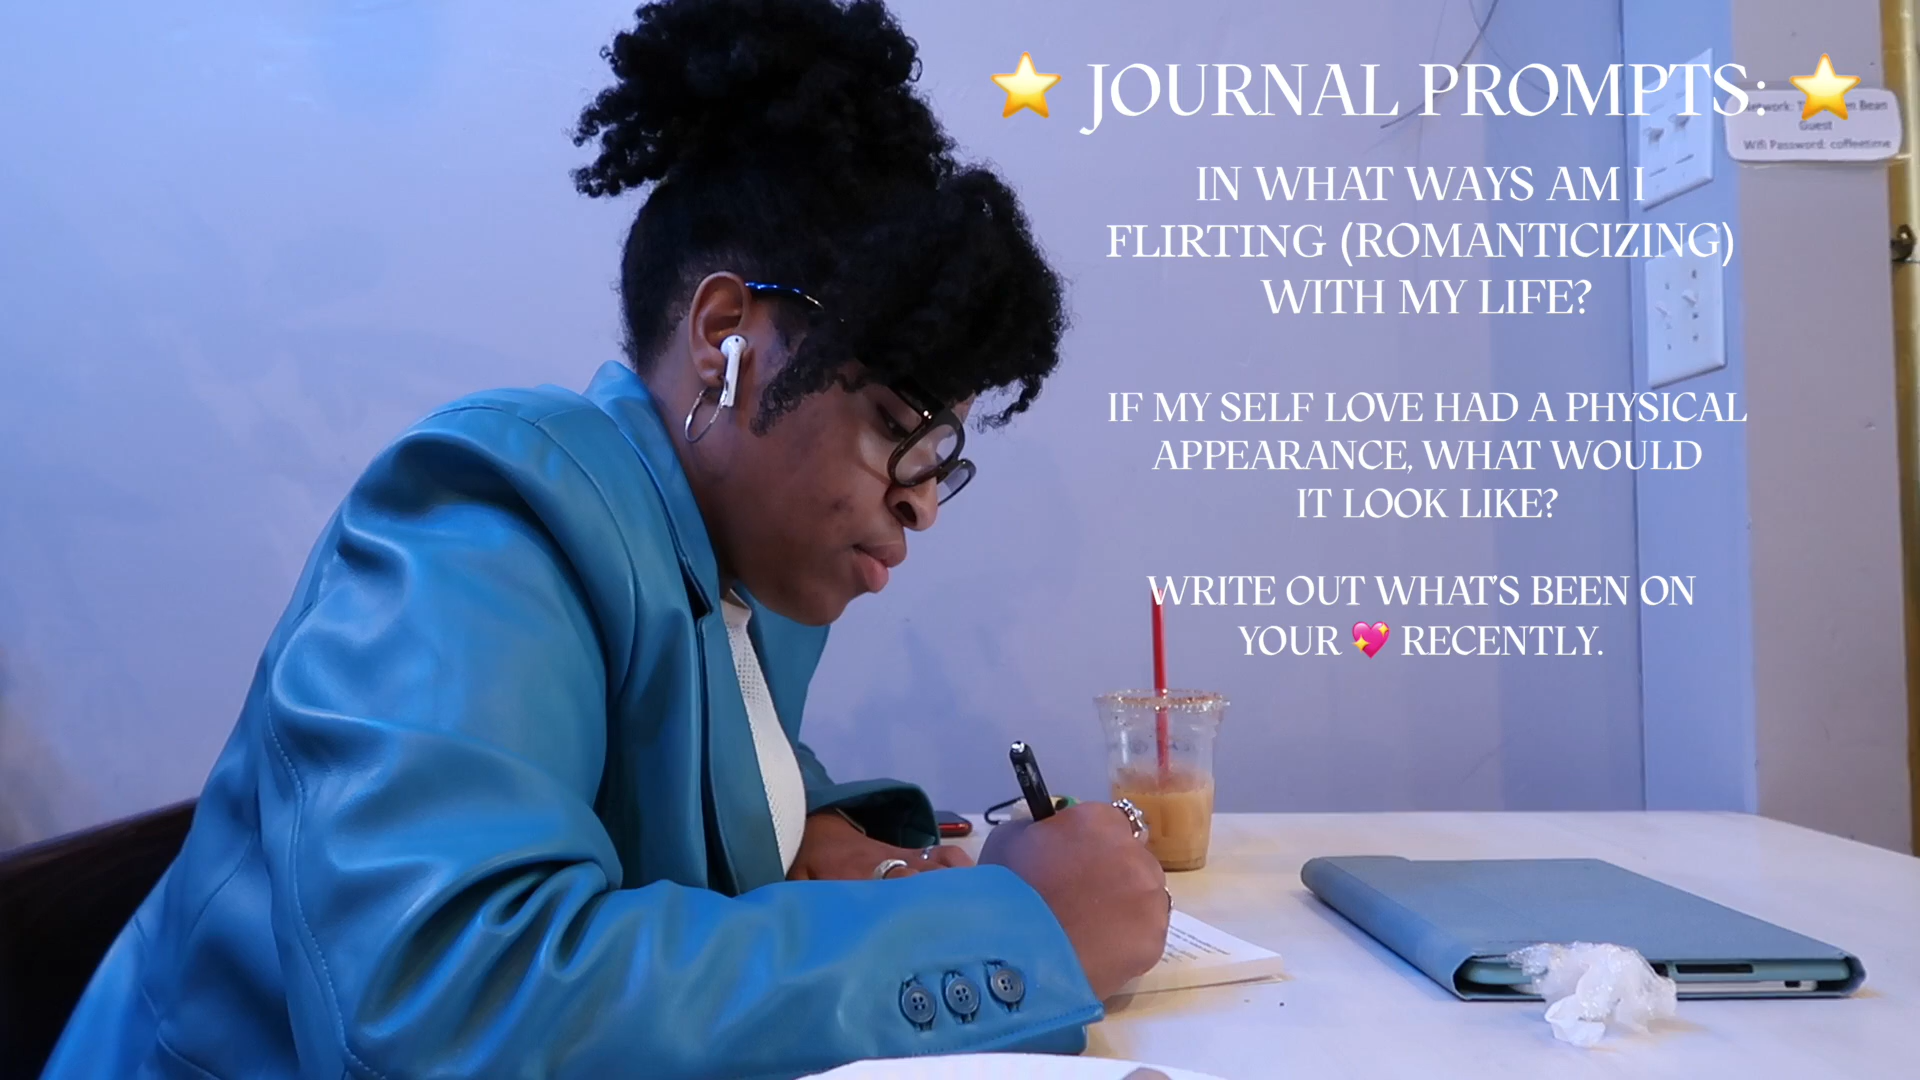 ⭐ JOURNAL PROMPTS: ⭐
IN WHAT WAYS AM I
FLIRTING (ROMANTICIZING)
WITH MY LIFE?
IF MY SELF LOVE HAD A PHYSICAL
APPEARANCE, WHAT WOULD
IT LOOK LIKE?
WRITE OUT WHAT'S BEEN ON
YOUR 💖 RECENTLY.
Bean
Guest
Wifi Password: coffeetime